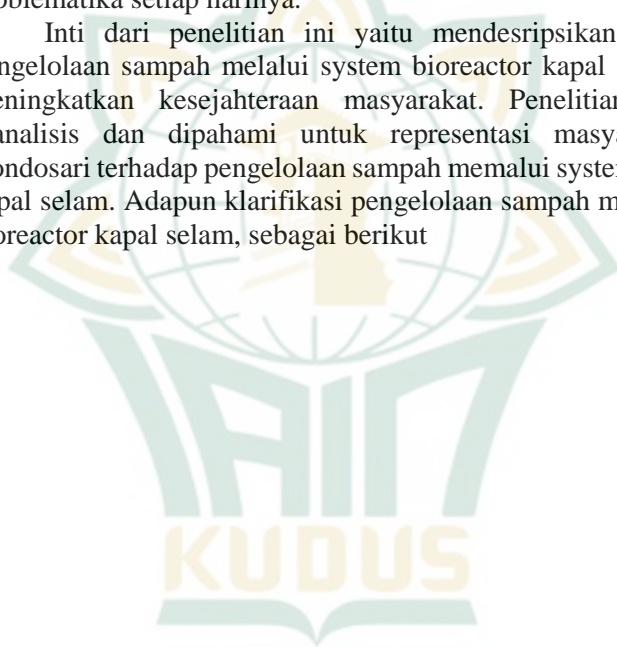 oblematika setiap harinya.
Inti dari penelitian ini yaitu mendesripsikan
ngelolaan sampah melalui system bioreactor kapal
eningkatkan kesejahteraan masyarakat. Penelitian
analisis dan dipahami untuk representasi masya
ondosari terhadap pengelolaan sampah memalui system
pal selam. Adapun klarifikasi pengelolaan sampah m
oreactor kapal selam, sebagai berikut
IAIN
KUDUS